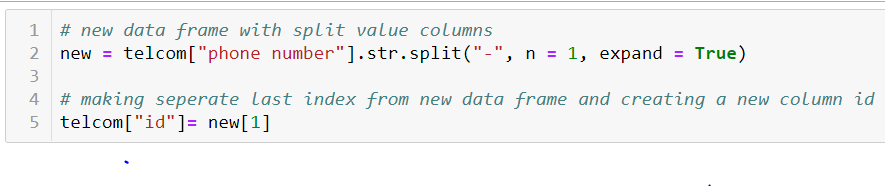 1 # new data frame with split value columns
2 new = telcom["phone number"].str.split("-", n = 1, expand = True)
3
4 # making seperate last index from new data frame and creating a new column id
5 telcom["id"]= new[1]